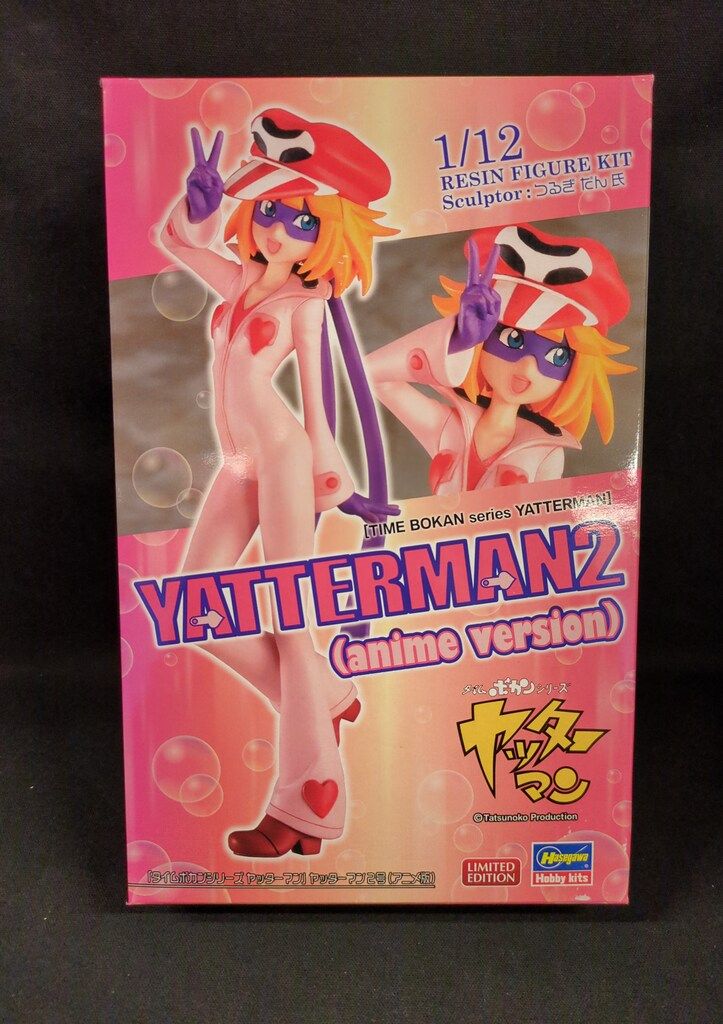 1/12
RESIN FIGURE KIT
Sculptor : つるぎ だん 氏
[TIME BOKAN series YATTERMAN]
YATTERMAN2
(anime version)
タイム ボカン シリーズ
ヤッター
マン
©Tatsunoko Production
「タイムボカンシリーズ ヤッターマン」 ヤッターマン2号 (アニメ版)
LIMITED
EDITION
Hasegawa
Hobby kits